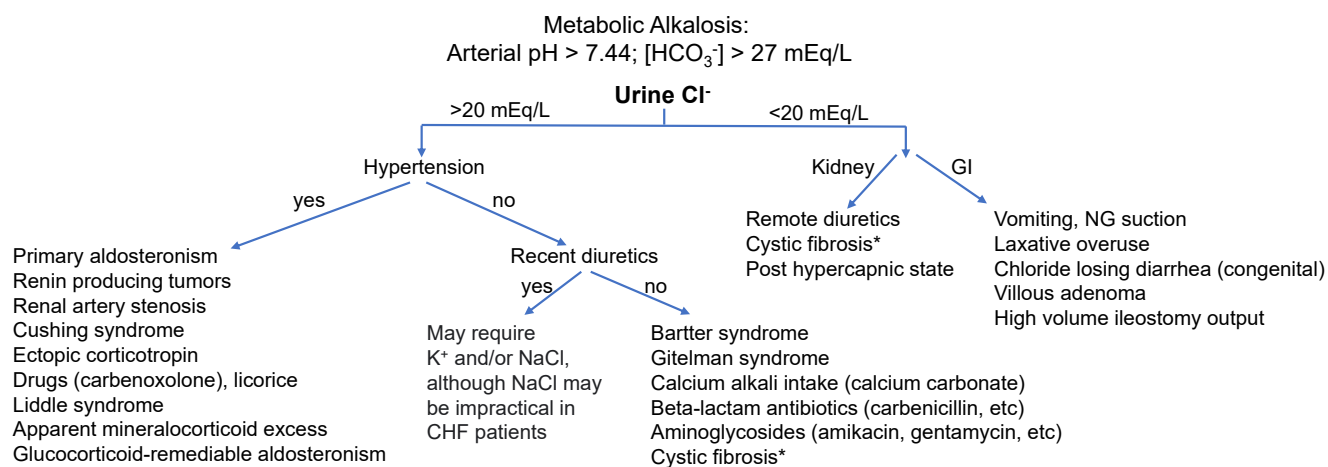 Metabolic Alkalosis:
Arterial pH > 7.44; [HCO₃⁻] > 27 mEq/L
Urine Cl⁻
>20 mEq/L
<20 mEq/L
Hypertension
yes
no
Primary aldosteronism
Renin producing tumors
Renal artery stenosis
Cushing syndrome
Ectopic corticotropin
Drugs (carbenoxolone), licorice
Liddle syndrome
Apparent mineralocorticoid excess
Glucocorticoid-remediable aldosteronism
Recent diuretics
yes
no
May require
K⁺ and/or NaCl,
although NaCl may
be impractical in
CHF patients
Bartter syndrome
Gitelman syndrome
Calcium alkali intake (calcium carbonate)
Beta-lactam antibiotics (carbenicillin, etc)
Aminoglycosides (amikacin, gentamycin, etc)
Cystic fibrosis*
Kidney
GI
Remote diuretics
Cystic fibrosis*
Post hypercapnic state
Vomiting, NG suction
Laxative overuse
Chloride losing diarrhea (congenital)
Villous adenoma
High volume ileostomy output